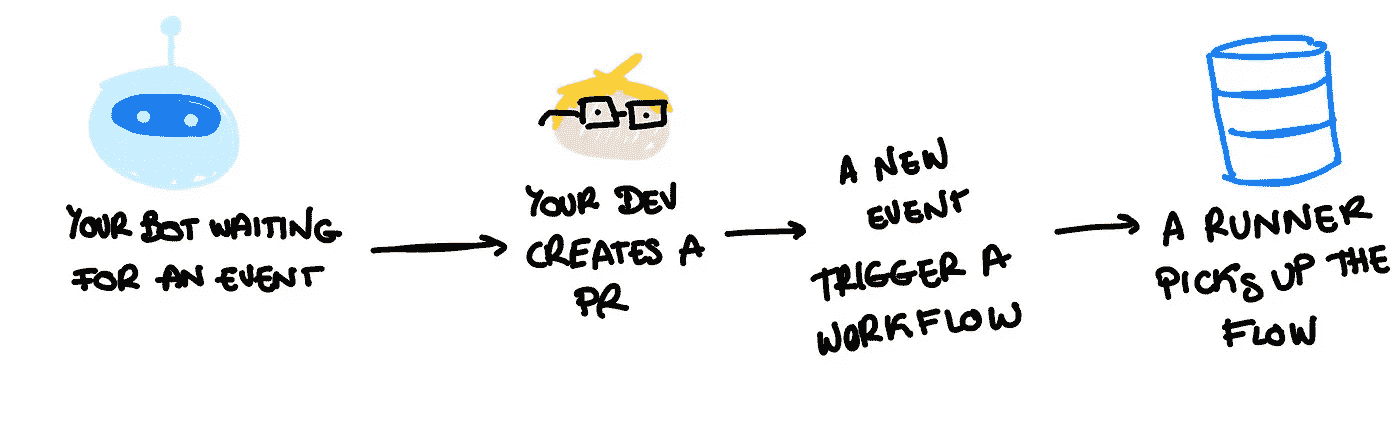 YOUR BOT WAITING
FOR AN EVENT
YOUR DEV
CREATES A
PR
A NEW
EVENT
TRIGGER A
WORKFLOW
A RUNNER
PICKS UP THE
FLOW